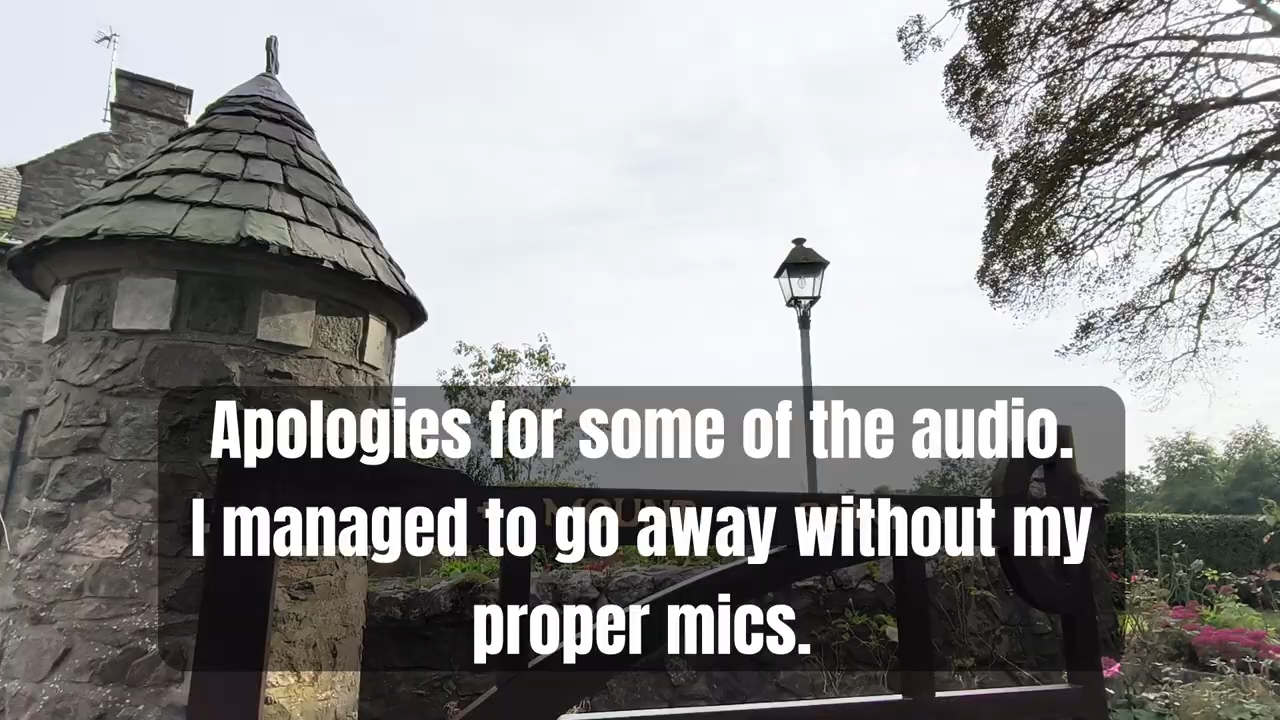 Apologies for some of the audio.
I managed to go away without my
proper mics.